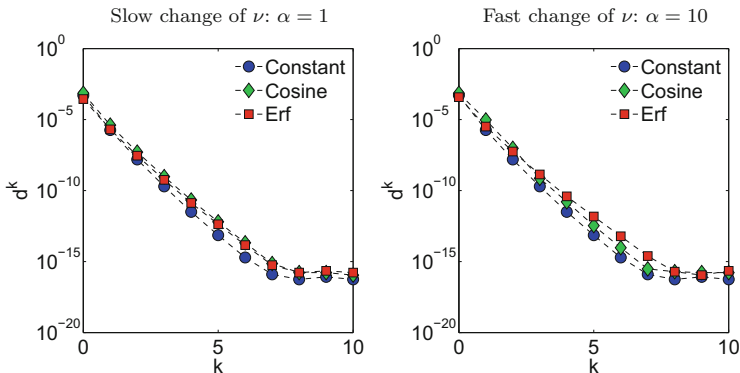 Slow change of ν: α = 1
10^0
10^-5
10^-10
10^-15
10^-20
d^k
0
5
10
k
Constant
Cosine
Erf
Fast change of ν: α = 10
10^0
10^-5
10^-10
10^-15
10^-20
d^k
0
5
10
k
Constant
Cosine
Erf